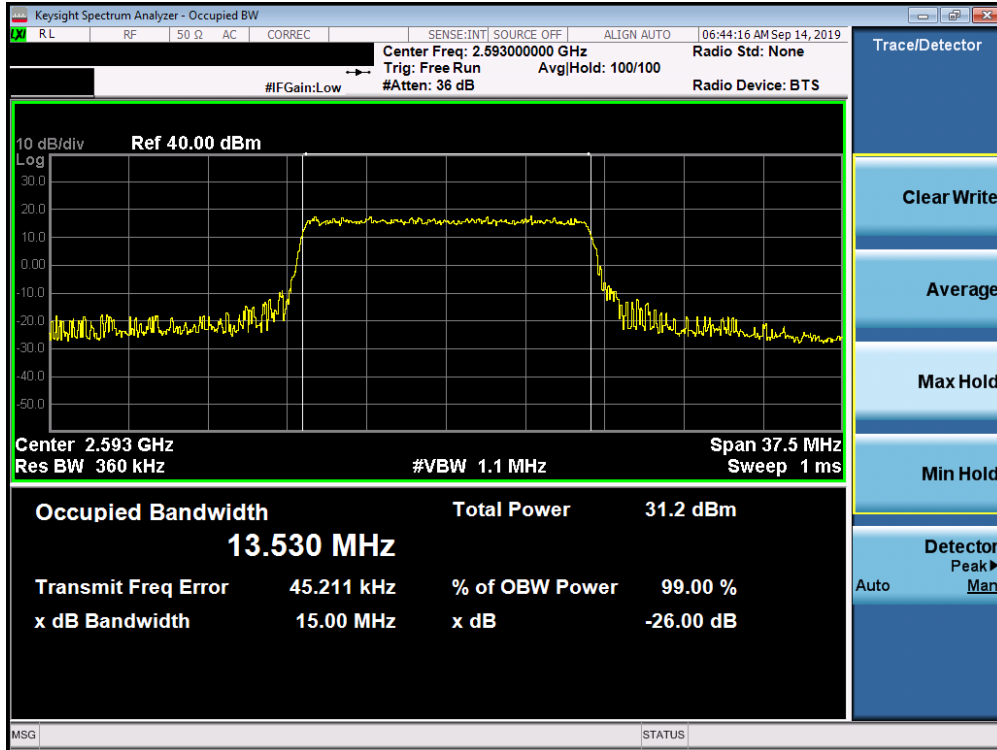 Keysight Spectrum Analyzer - Occupied BW
LXI RL RF 50 Ω AC CORREC SENSE:INT SOURCE OFF ALIGN AUTO 06:44:16 AM Sep 14, 2019
Center Freq: 2.593000000 GHz Radio Std: None
Trig: Free Run Avg|Hold: 100/100
#IFGain:Low #Atten: 36 dB Radio Device: BTS
10 dB/div Ref 40.00 dBm
Log
30.0
20.0
10.0
0.00
-10.0
-20.0
-30.0
-40.0
-50.0
Center 2.593 GHz Span 37.5 MHz
Res BW 360 kHz #VBW 1.1 MHz Sweep 1 ms
Occupied Bandwidth Total Power 31.2 dBm
13.530 MHz
Transmit Freq Error 45.211 kHz % of OBW Power 99.00 %
x dB Bandwidth 15.00 MHz x dB -26.00 dB
MSG STATUS
Trace/Detector
Clear Write
Average
Max Hold
Min Hold
Detector
Peak▶
Auto Man